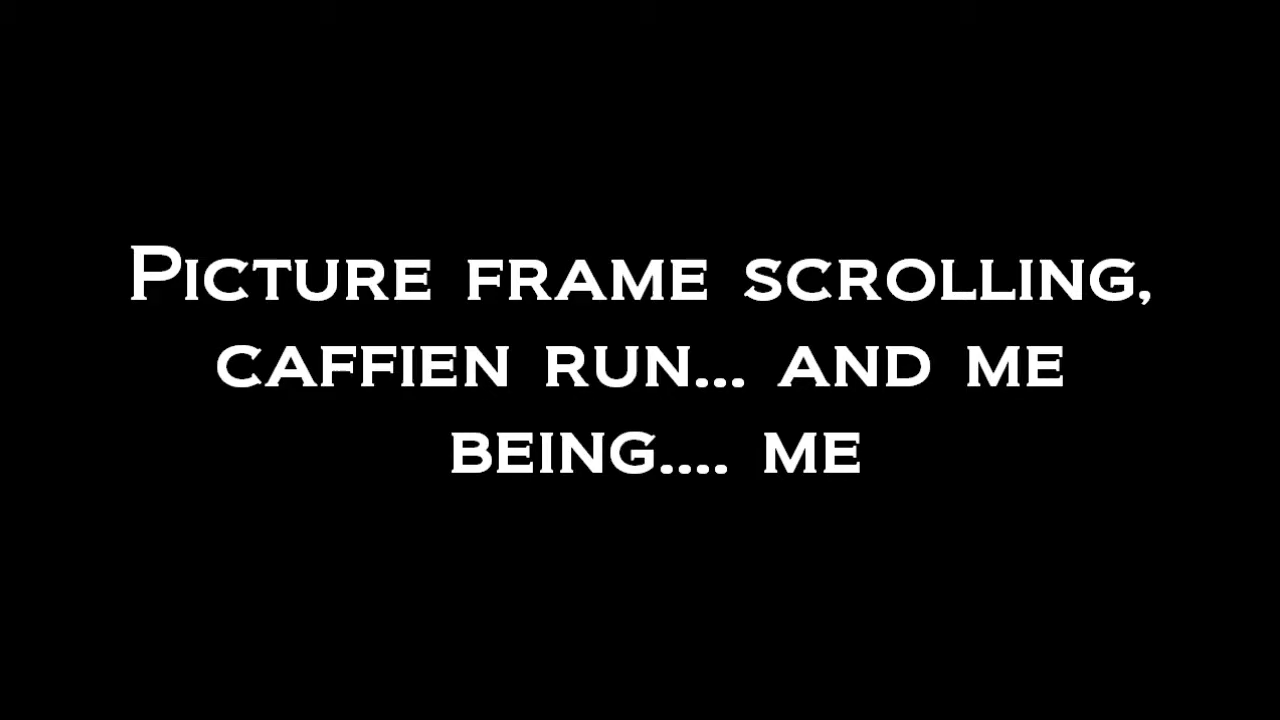 Picture frame scrolling,
caffien run... and me
being.... me